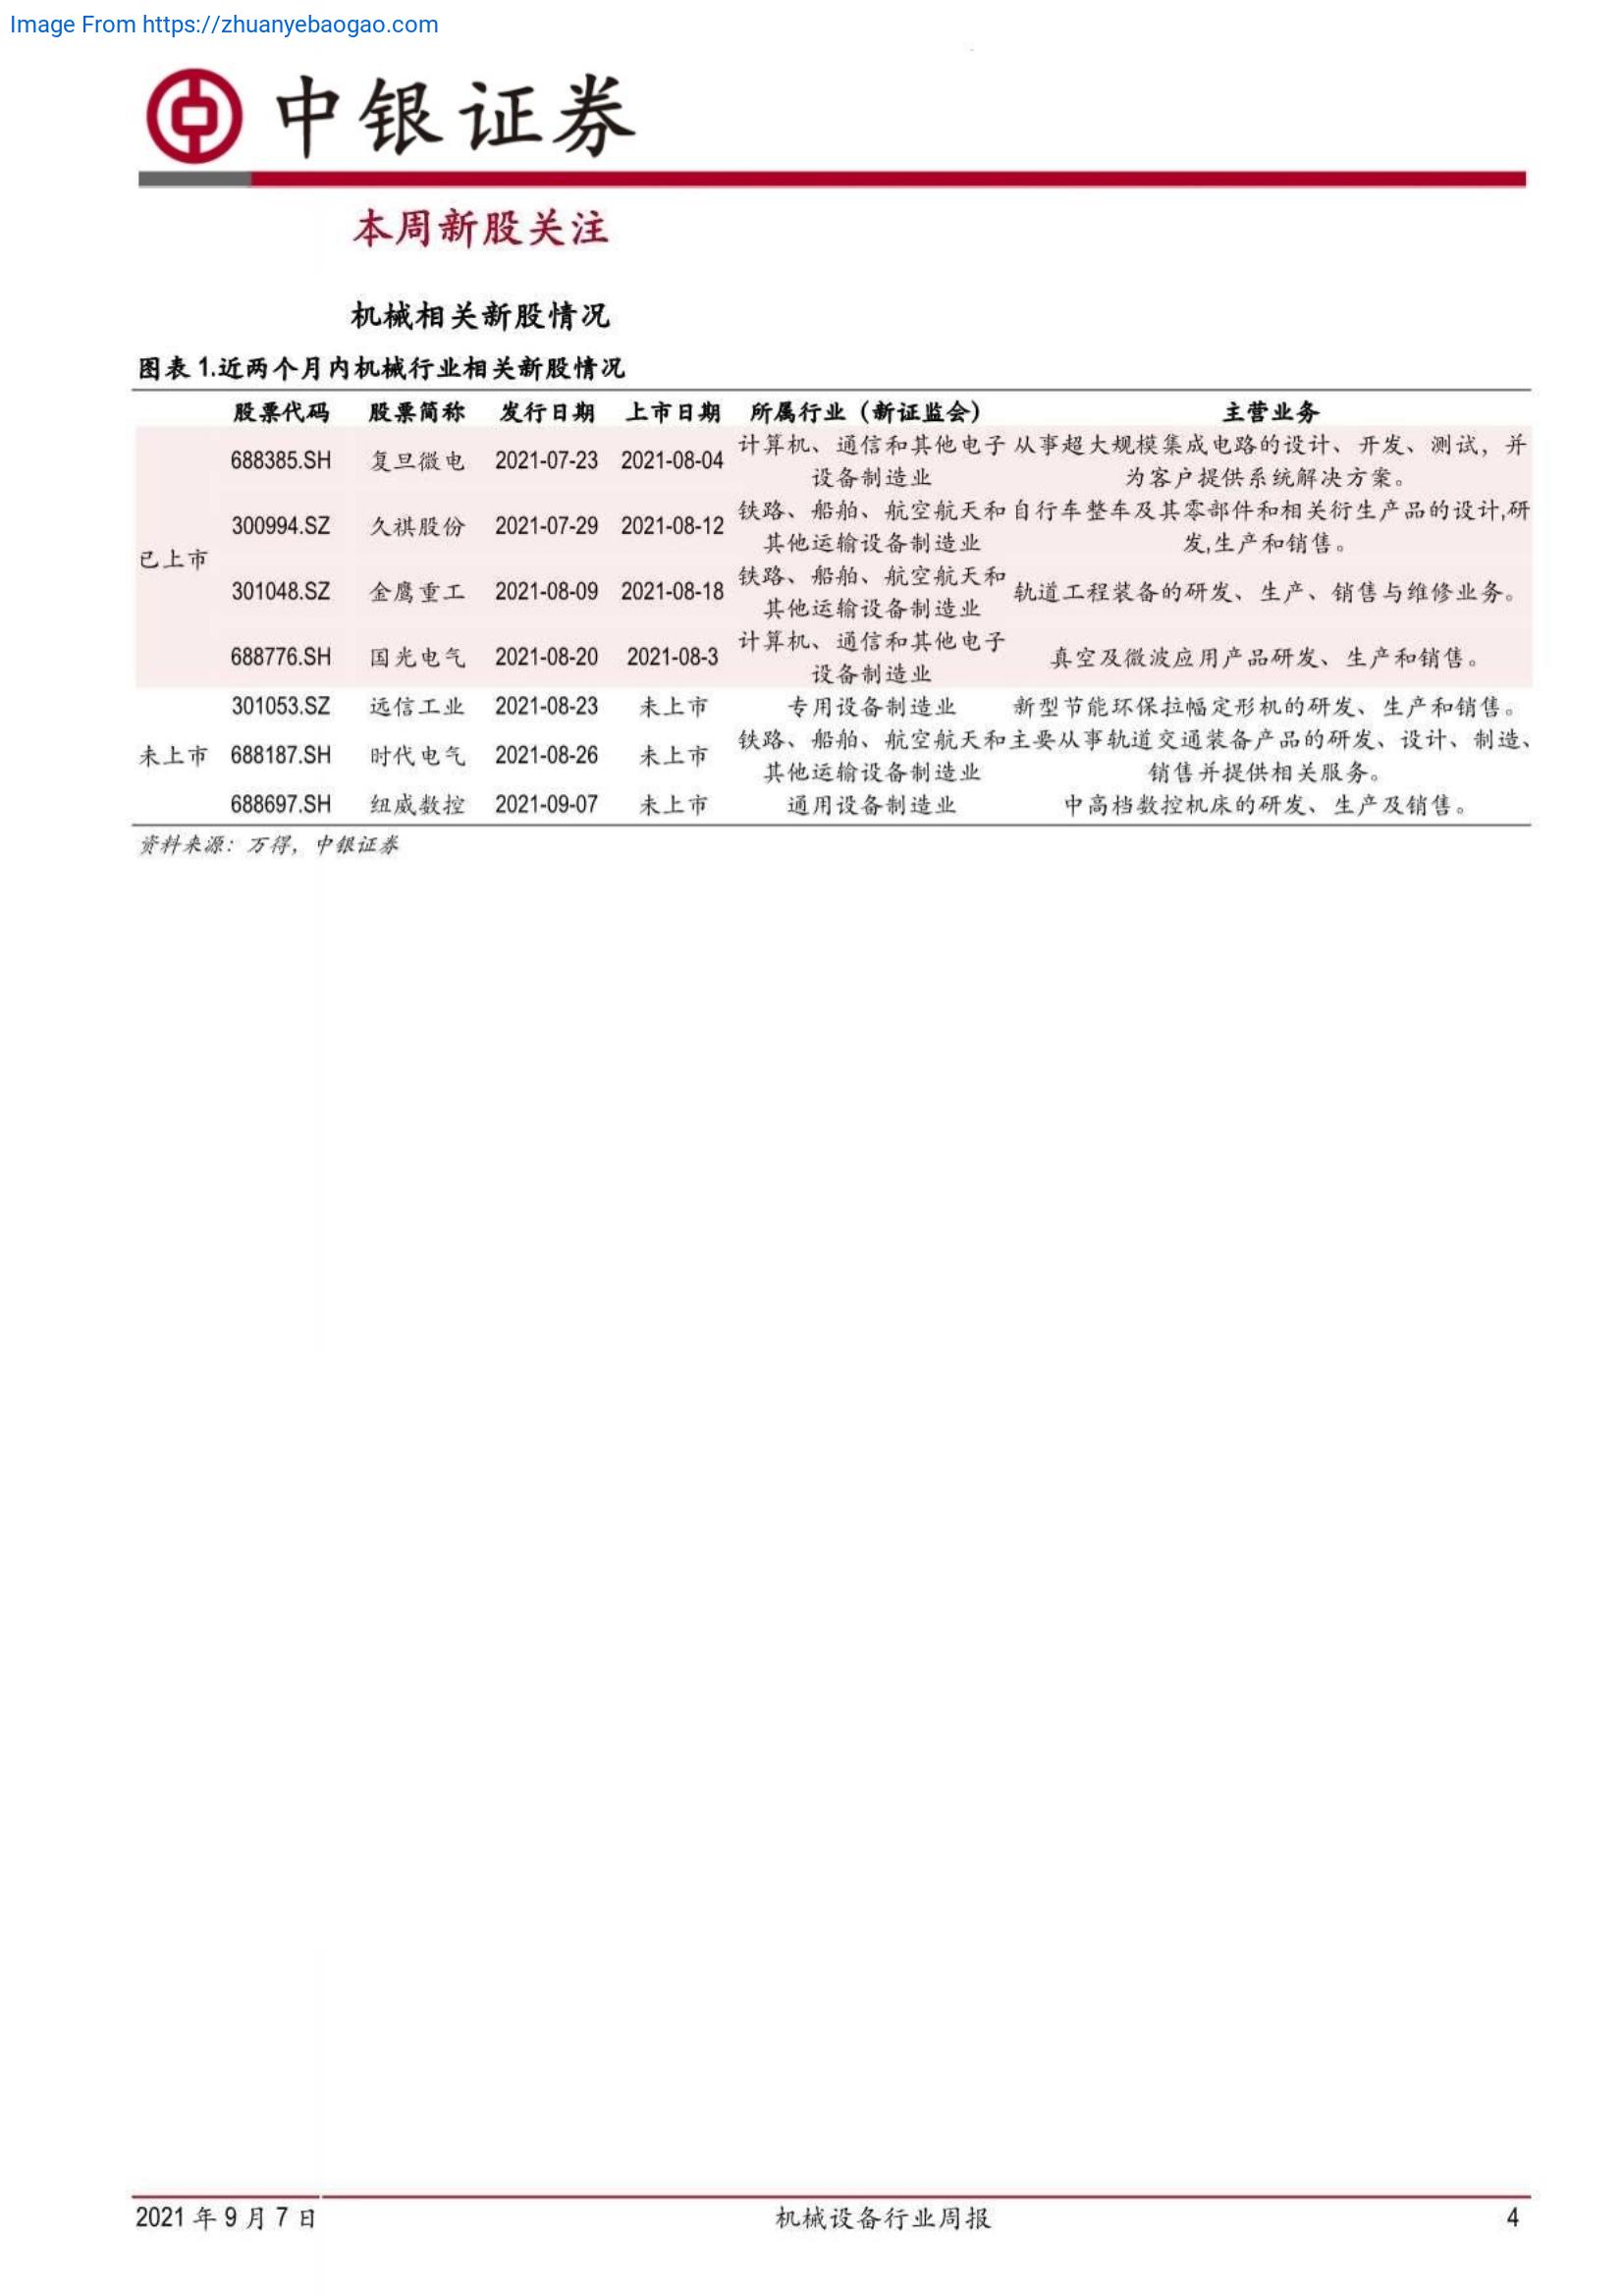 Image From https://zhuanyebaogao.com
中银证券
本周新股关注
机械相关新股情况
图表 1.近两个月内机械行业相关新股情况
股票代码 股票简称 发行日期 上市日期 所属行业（新证监会） 主营业务
已上市
688385.SH 复旦微电 2021-07-23 2021-08-04 计算机、通信和其他电子设备制造业 从事超大规模集成电路的设计、开发、测试，并为客户提供系统解决方案。
300994.SZ 久祺股份 2021-07-29 2021-08-12 铁路、船舶、航空航天和其他运输设备制造业 自行车整车及其零部件和相关衍生产品的设计,研发,生产和销售。
301048.SZ 金鹰重工 2021-08-09 2021-08-18 铁路、船舶、航空航天和其他运输设备制造业 轨道工程装备的研发、生产、销售与维修业务。
688776.SH 国光电气 2021-08-20 2021-08-3 计算机、通信和其他电子设备制造业 真空及微波应用产品研发、生产和销售。
未上市
301053.SZ 远信工业 2021-08-23 未上市 专用设备制造业 新型节能环保拉幅定形机的研发、生产和销售。
688187.SH 时代电气 2021-08-26 未上市 铁路、船舶、航空航天和其他运输设备制造业 主要从事轨道交通装备产品的研发、设计、制造、销售并提供相关服务。
688697.SH 纽威数控 2021-09-07 未上市 通用设备制造业 中高档数控机床的研发、生产及销售。
资料来源：万得，中银证券
2021 年 9 月 7 日 机械设备行业周报 4